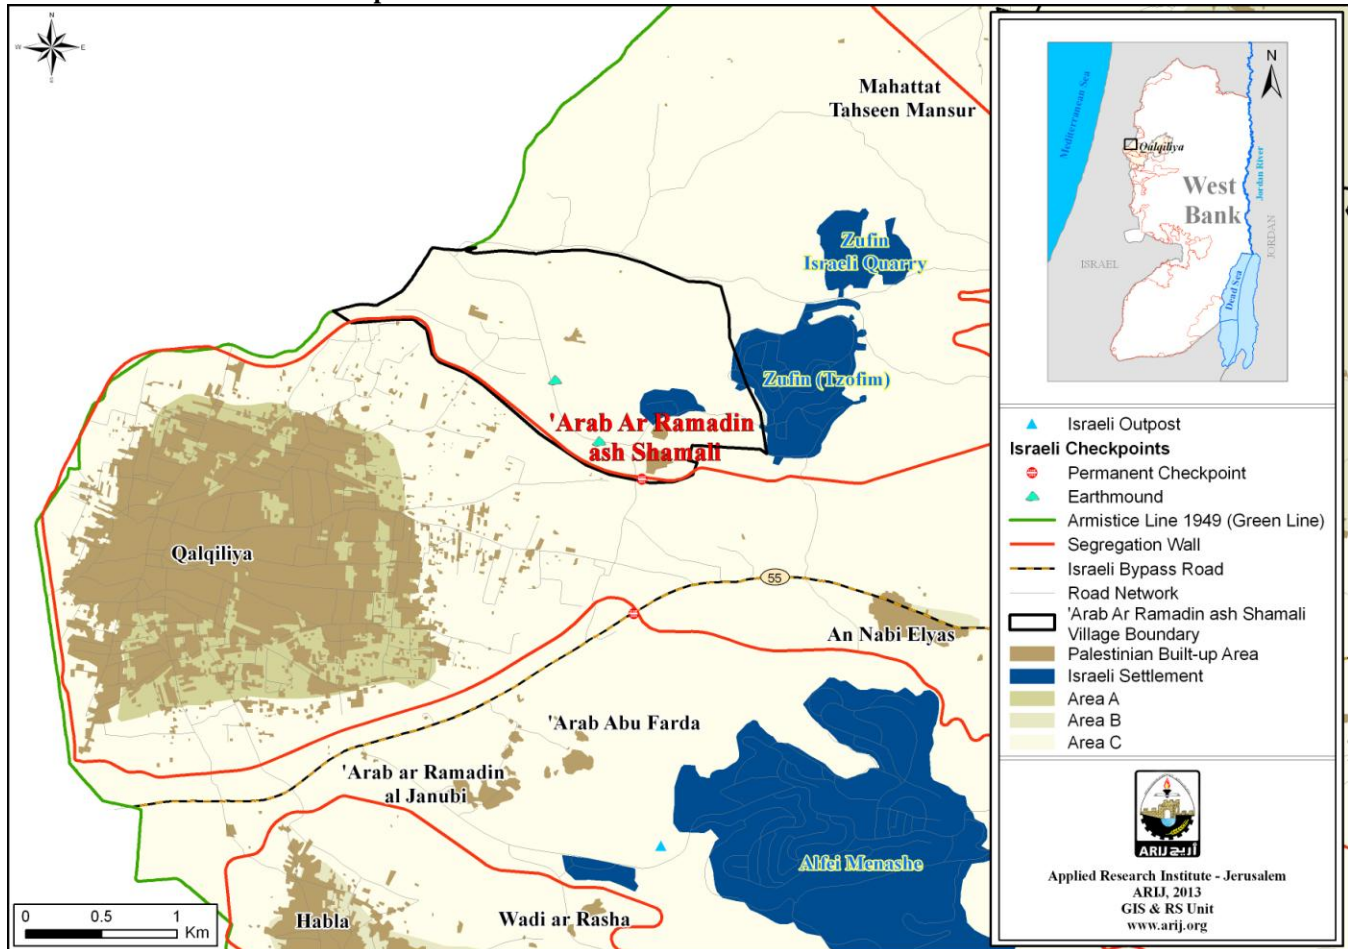 N
W
E
S
Mahattat
Tahseen Mansur
Zufin
Israeli Quarry
Zufin (Tzofim)
'Arab Ar Ramadin
ash Shamali
Qalqiliya
55
An Nabi Elyas
'Arab Abu Farda
'Arab ar Ramadin
al Janubi
Alfei Menashe
Habla
Wadi ar Rasha
0 0.5 1
Km
N
Mediterranean Sea
Qalqiliya
West
Bank
Jordan River
JORDAN
ISRAEL
Dead Sea
Israeli Outpost
Israeli Checkpoints
Permanent Checkpoint
Earthmound
Armistice Line 1949 (Green Line)
Segregation Wall
Israeli Bypass Road
Road Network
'Arab Ar Ramadin ash Shamali
Village Boundary
Palestinian Built-up Area
Israeli Settlement
Area A
Area B
Area C
ARIJ أريج
Applied Research Institute - Jerusalem
ARIJ, 2013
GIS & RS Unit
www.arij.org